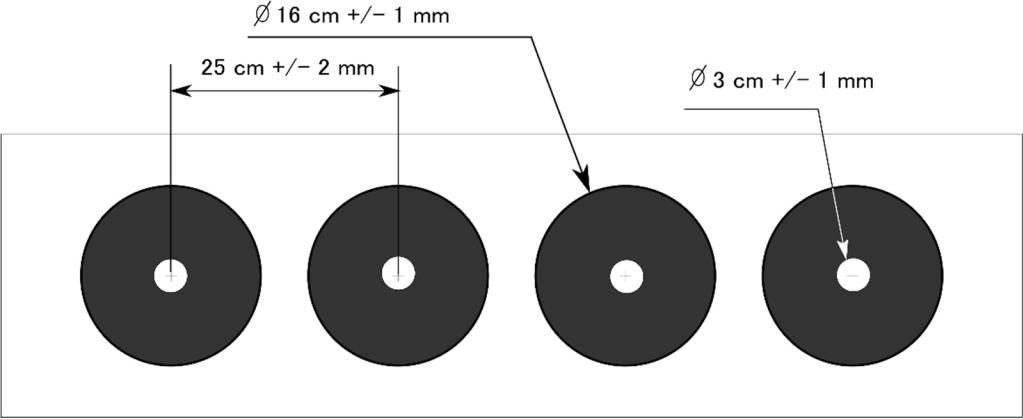 Ø 16 cm +/- 1 mm
25 cm +/- 2 mm
Ø 3 cm +/- 1 mm